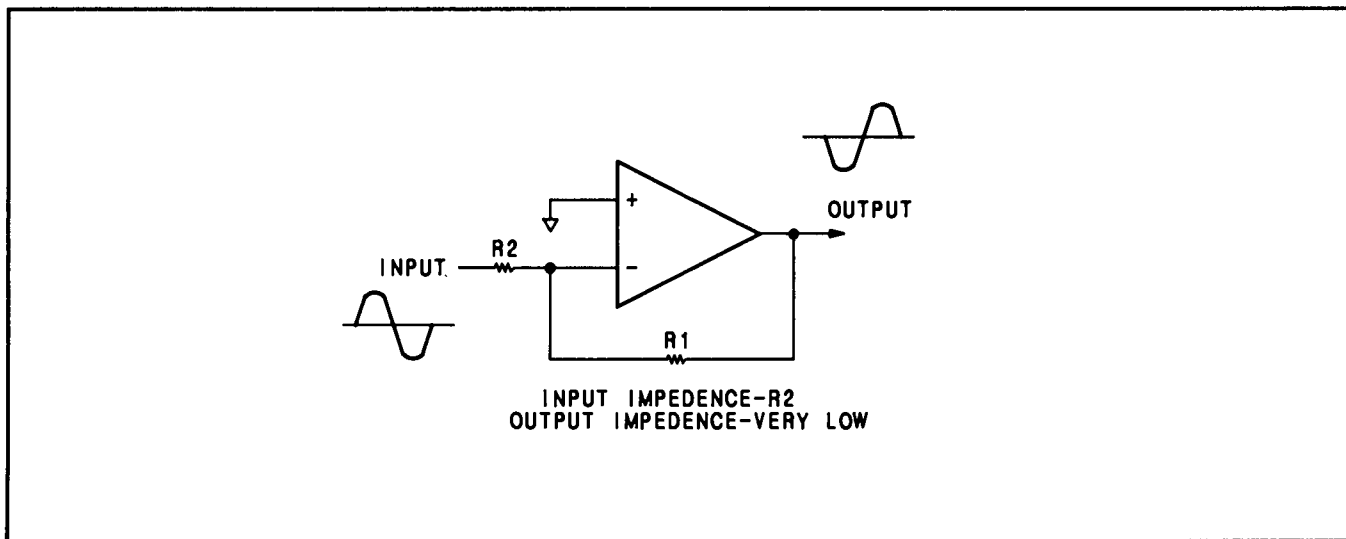 +
OUTPUT
R2
INPUT
-
R1
INPUT IMPEDENCE-R2
OUTPUT IMPEDENCE-VERY LOW